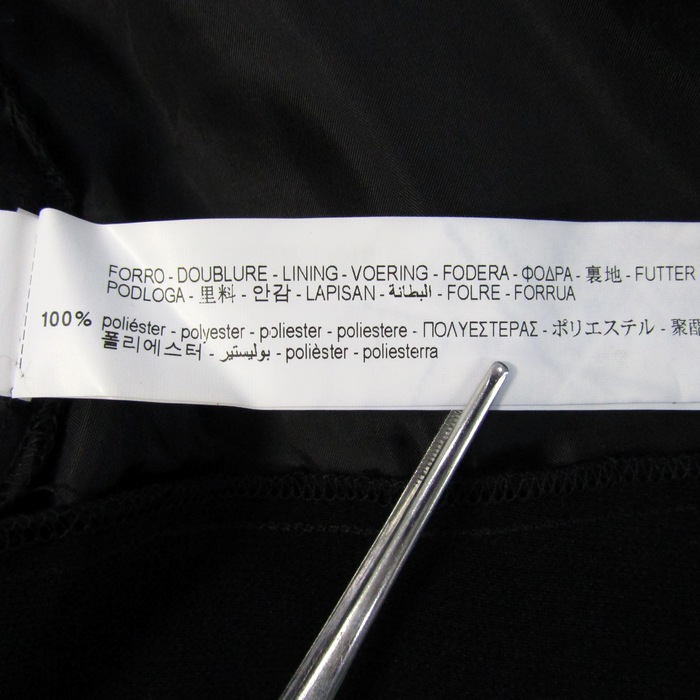 FORRO - DOUBLURE - LINING - VOERING - FODERA - ΦΟΔΡΑ - 裏地 - FUTTER
PODLOGA - 里料 - 안감 - LAPISAN - البطانة - FOLRE - FORRUA
100% poliéster - polyester - poliester - poliestere - ΠΟΛΥΕΣΤΕΡΑΣ - ポリエステル - 聚
폴리에스터 - بوليستير - polièster - poliesterra